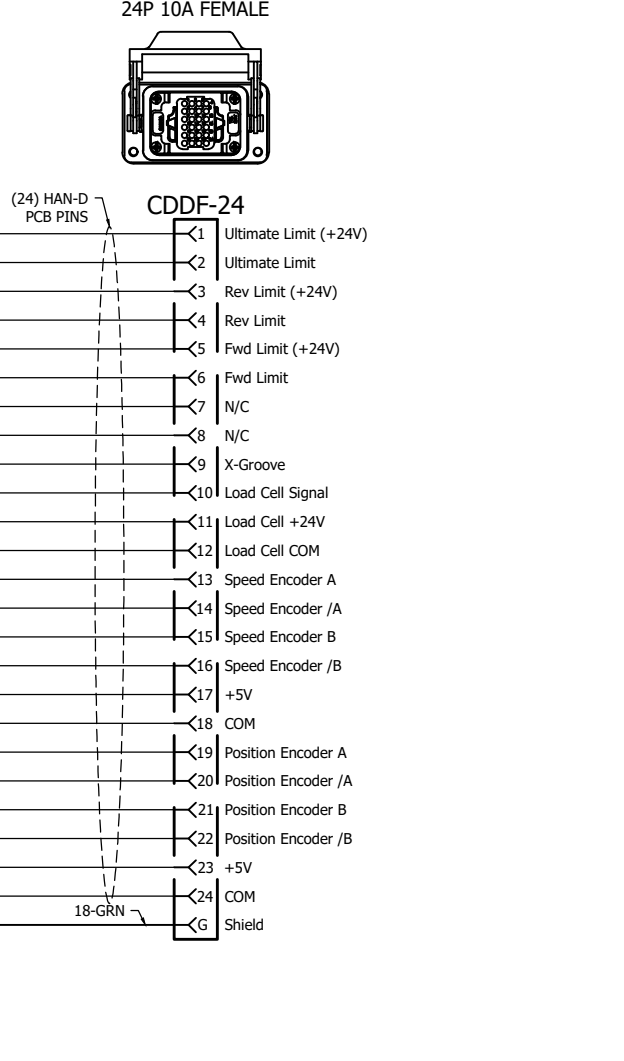 24P 10A FEMALE
(24) HAN-D
PCB PINS
CDDF-24
1 Ultimate Limit (+24V)
2 Ultimate Limit
3 Rev Limit (+24V)
4 Rev Limit
5 Fwd Limit (+24V)
6 Fwd Limit
7 N/C
8 N/C
9 X-Groove
10 Load Cell Signal
11 Load Cell +24V
12 Load Cell COM
13 Speed Encoder A
14 Speed Encoder /A
15 Speed Encoder B
16 Speed Encoder /B
17 +5V
18 COM
19 Position Encoder A
20 Position Encoder /A
21 Position Encoder B
22 Position Encoder /B
23 +5V
24 COM
18-GRN
G Shield